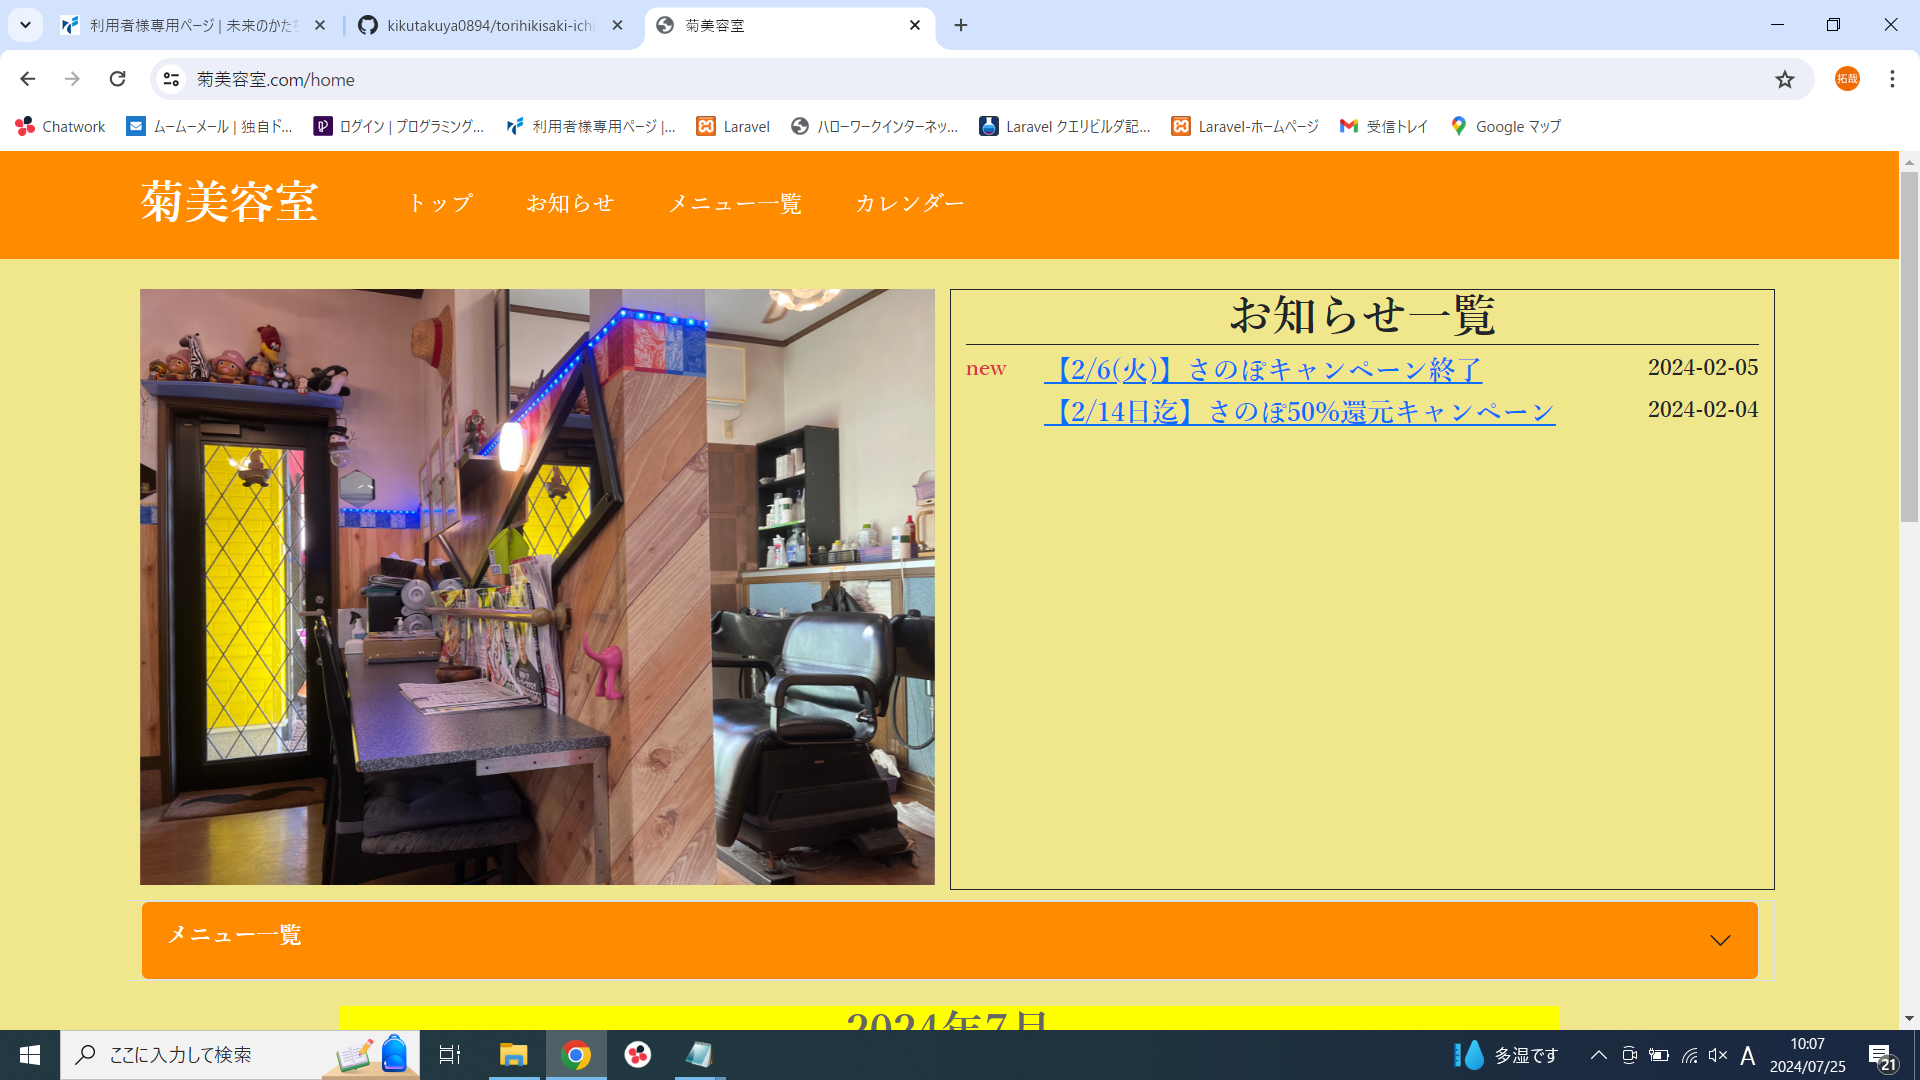 利用者様専用ページ | 未来のかた
kikutakuya0894/torihikisaki-ichi
菊美容室
菊美容室.com/home
拓哉
Chatwork
ムームーメール | 独自ド...
ログイン | プログラミング...
利用者様専用ページ |...
Laravel
ハローワークインターネッ...
Laravel クエリビルダ記...
Laravel-ホームページ
受信トレイ
Google マップ
菊美容室
トップ
お知らせ
メニュー一覧
カレンダー
お知らせ一覧
new
【2/6(火)】さのぽキャンペーン終了
2024-02-05
【2/14日迄】さのぽ50%還元キャンペーン
2024-02-04
メニュー一覧
2024年7月
ここに入力して検索
多湿です
A
10:07
2024/07/25
21